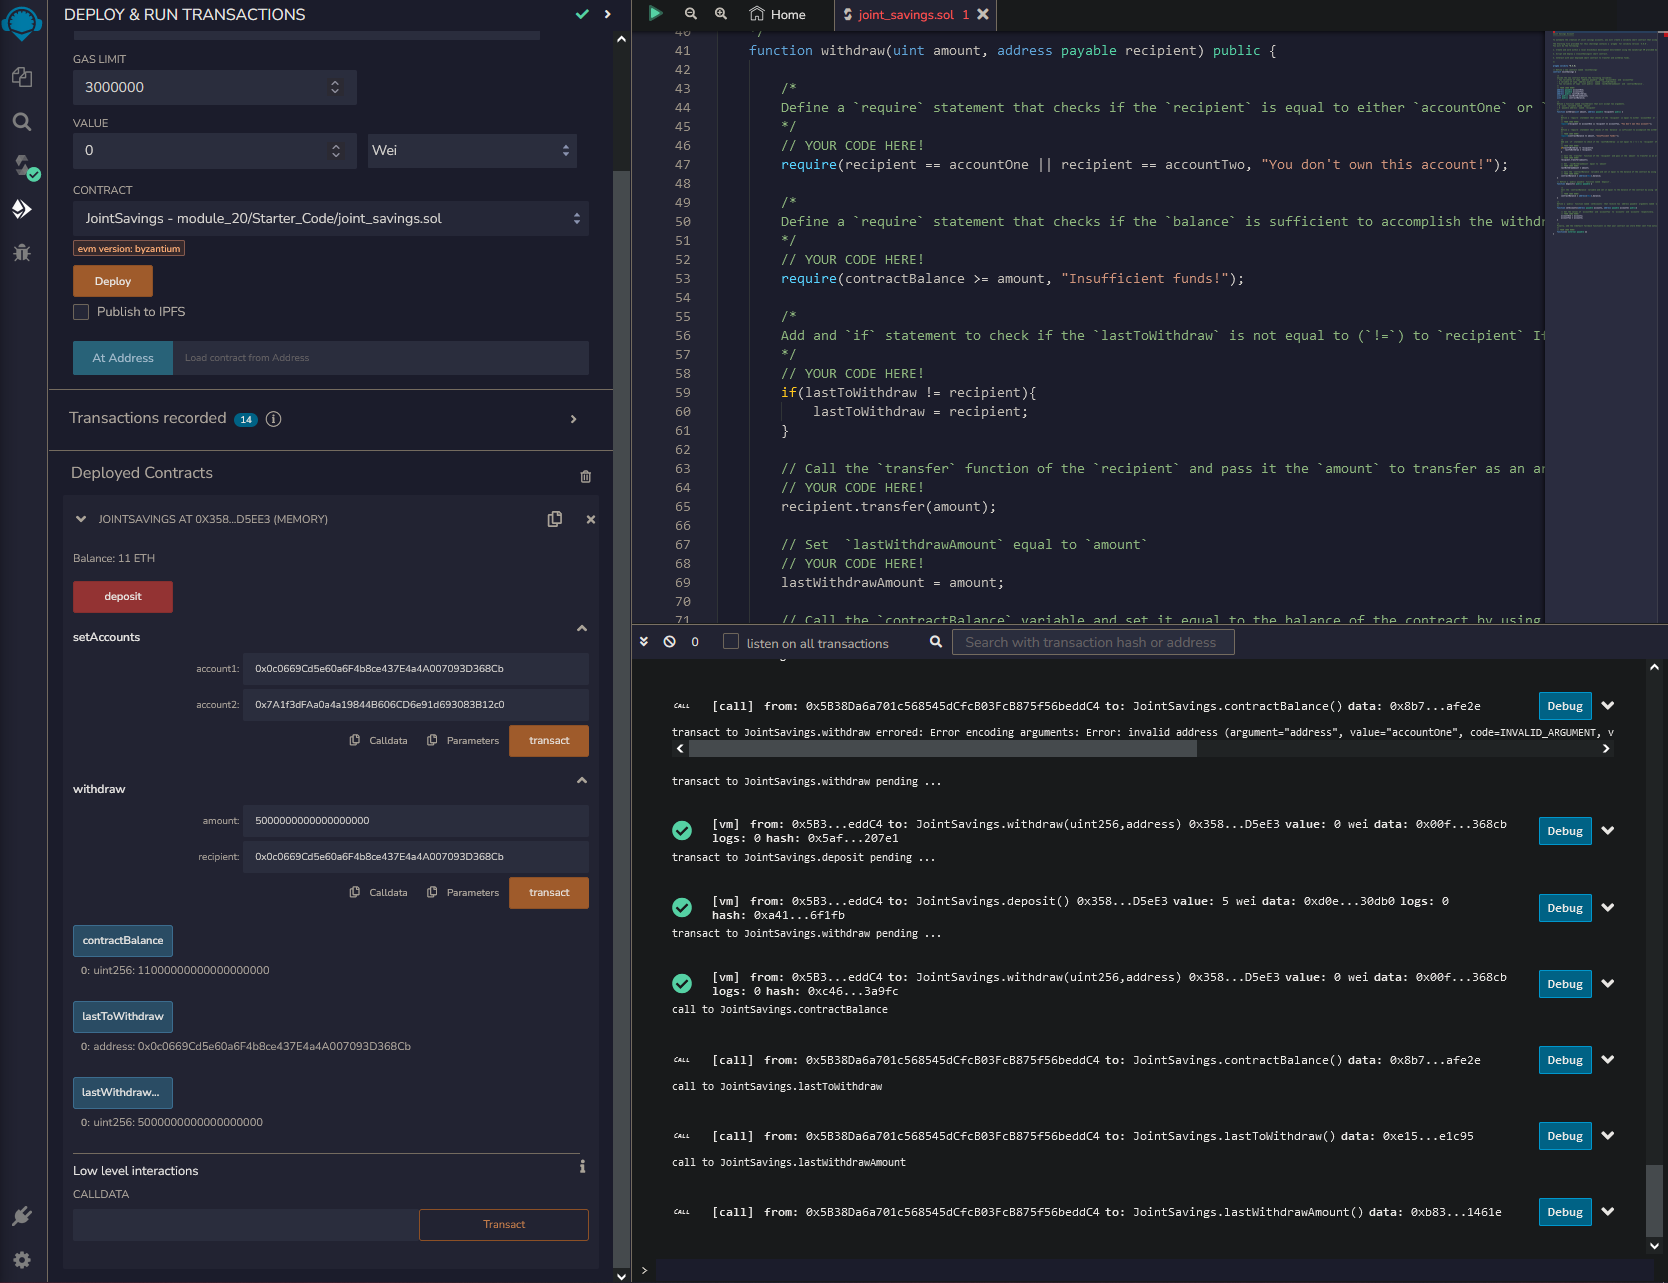 DEPLOY & RUN TRANSACTIONS
GAS LIMIT
3000000
VALUE
0
Wei
CONTRACT
JointSavings - module_20/Starter_Code/joint_savings.sol
evm version: byzantium
Deploy
Publish to IPFS
At Address
Load contract from Address
Transactions recorded 14
Deployed Contracts
JOINTSAVINGS AT 0X358...D5EE3 (MEMORY)
Balance: 11 ETH
deposit
setAccounts
account1: 0x0c0669Cd5e60a6F4b8ce437E4a4A007093D368Cb
account2: 0x7A1f3dFAa0a4a19844B606CD6e91d693083B12c0
Calldata
Parameters
transact
withdraw
amount: 5000000000000000000
recipient: 0x0c0669Cd5e60a6F4b8ce437E4a4A007093D368Cb
Calldata
Parameters
transact
contractBalance
0: uint256: 11000000000000000000
lastToWithdraw
0: address: 0x0c0669Cd5e60a6F4b8ce437E4a4A007093D368Cb
lastWithdraw...
0: uint256: 5000000000000000000
Low level interactions
CALLDATA
Transact
Home
joint_savings.sol 1
40 */
41 function withdraw(uint amount, address payable recipient) public {
42
43 /*
44 Define a `require` statement that checks if the `recipient` is equal to either `accountOne` or `
45 */
46 // YOUR CODE HERE!
47 require(recipient == accountOne || recipient == accountTwo, "You don't own this account!");
48
49 /*
50 Define a `require` statement that checks if the `balance` is sufficient to accomplish the withdr
51 */
52 // YOUR CODE HERE!
53 require(contractBalance >= amount, "Insufficient funds!");
54
55 /*
56 Add and `if` statement to check if the `lastToWithdraw` is not equal to (`!=`) to `recipient` If
57 */
58 // YOUR CODE HERE!
59 if(lastToWithdraw != recipient){
60 lastToWithdraw = recipient;
61 }
62
63 // Call the `transfer` function of the `recipient` and pass it the `amount` to transfer as an ar
64 // YOUR CODE HERE!
65 recipient.transfer(amount);
66
67 // Set  `lastWithdrawAmount` equal to `amount`
68 // YOUR CODE HERE!
69 lastWithdrawAmount = amount;
70
71 // Call the `contractBalance` variable and set it equal to the balance of the contract by using
0
listen on all transactions
Search with transaction hash or address
CALL [call] from: 0x5B38Da6a701c568545dCfcB03FcB875f56beddC4 to: JointSavings.contractBalance() data: 0x8b7...afe2e
Debug
transact to JointSavings.withdraw errored: Error encoding arguments: Error: invalid address (argument="address", value="accountOne", code=INVALID_ARGUMENT, v
transact to JointSavings.withdraw pending ...
[vm] from: 0x5B3...eddC4 to: JointSavings.withdraw(uint256,address) 0x358...D5eE3 value: 0 wei data: 0x00f...368cb
logs: 0 hash: 0x5af...207e1
Debug
transact to JointSavings.deposit pending ...
[vm] from: 0x5B3...eddC4 to: JointSavings.deposit() 0x358...D5eE3 value: 5 wei data: 0xd0e...30db0 logs: 0
hash: 0xa41...6f1fb
Debug
transact to JointSavings.withdraw pending ...
[vm] from: 0x5B3...eddC4 to: JointSavings.withdraw(uint256,address) 0x358...D5eE3 value: 0 wei data: 0x00f...368cb
logs: 0 hash: 0xc46...3a9fc
Debug
call to JointSavings.contractBalance
CALL [call] from: 0x5B38Da6a701c568545dCfcB03FcB875f56beddC4 to: JointSavings.contractBalance() data: 0x8b7...afe2e
Debug
call to JointSavings.lastToWithdraw
CALL [call] from: 0x5B38Da6a701c568545dCfcB03FcB875f56beddC4 to: JointSavings.lastToWithdraw() data: 0xe15...e1c95
Debug
call to JointSavings.lastWithdrawAmount
CALL [call] from: 0x5B38Da6a701c568545dCfcB03FcB875f56beddC4 to: JointSavings.lastWithdrawAmount() data: 0xb83...1461e
Debug
>